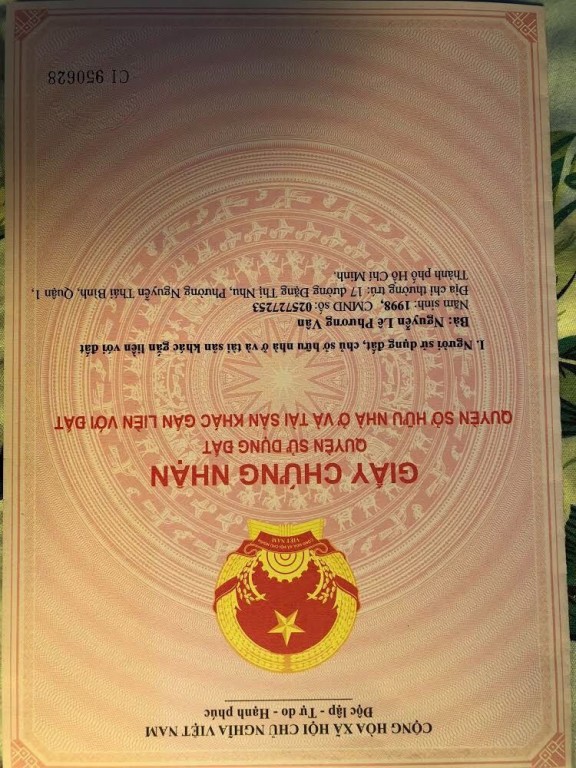 CỘNG HÒA XÃ HỘI CHỦ NGHĨA VIỆT NAM
Độc lập - Tự do - Hạnh phúc
VIỆT NAM
GIẤY CHỨNG NHẬN
QUYỀN SỬ DỤNG ĐẤT
QUYỀN SỞ HỮU NHÀ Ở VÀ TÀI SẢN KHÁC GẮN LIỀN VỚI ĐẤT
I. Người sử dụng đất, chủ sở hữu nhà ở và tài sản khác gắn liền với đất
Bà: Nguyễn Lê Phương Vân
Năm sinh: 1998, CMND số: 025727253
Địa chỉ thường trú: 17 đường Đặng Thị Nhu, Phường Nguyễn Thái Bình, Quận, 1
Thành phố Hồ Chí Minh.
CI 950628